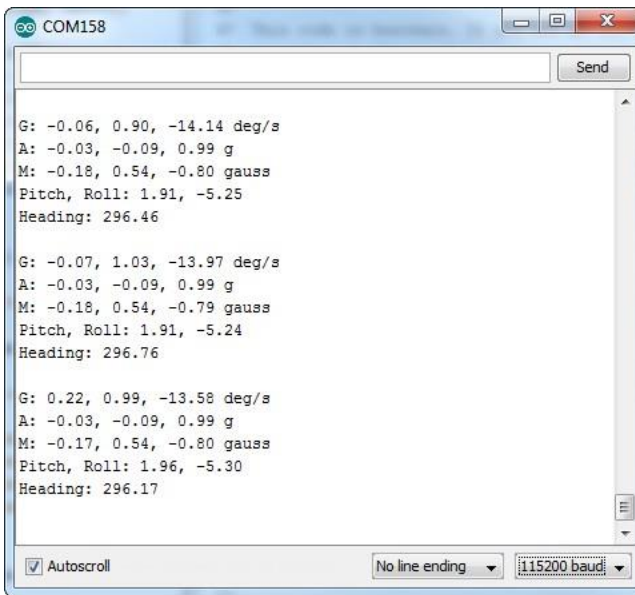 COM158
Send
G: -0.06, 0.90, -14.14 deg/s
A: -0.03, -0.09, 0.99 g
M: -0.18, 0.54, -0.80 gauss
Pitch, Roll: 1.91, -5.25
Heading: 296.46
G: -0.07, 1.03, -13.97 deg/s
A: -0.03, -0.09, 0.99 g
M: -0.18, 0.54, -0.79 gauss
Pitch, Roll: 1.91, -5.24
Heading: 296.76
G: 0.22, 0.99, -13.58 deg/s
A: -0.03, -0.09, 0.99 g
M: -0.17, 0.54, -0.80 gauss
Pitch, Roll: 1.96, -5.30
Heading: 296.17
Autoscroll
No line ending
115200 baud